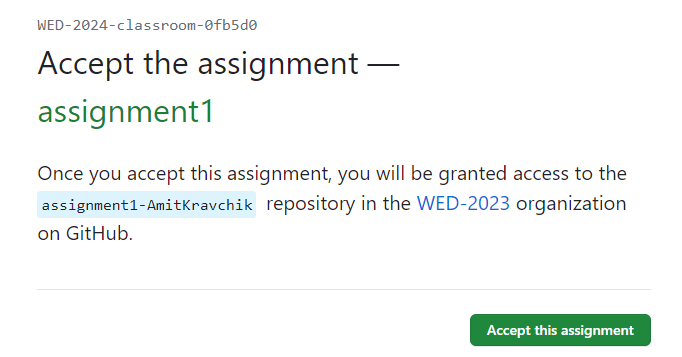 WED-2024-classroom-0fb5d0
Accept the assignment —
assignment1
Once you accept this assignment, you will be granted access to the
assignment1-AmitKravchik repository in the WED-2023 organization
on GitHub.
Accept this assignment